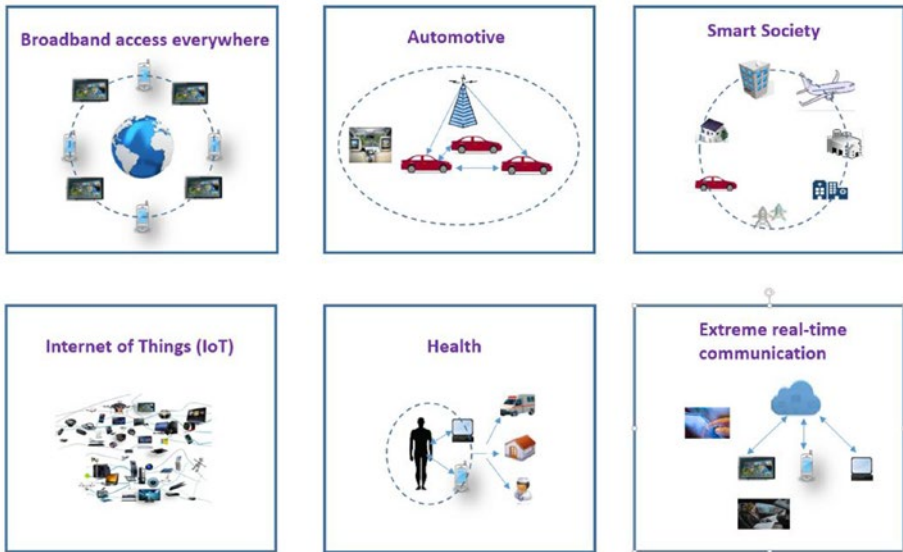 Broadband access everywhere
Automotive
Smart Society
Internet of Things (IoT)
Health
Extreme real-time
communication